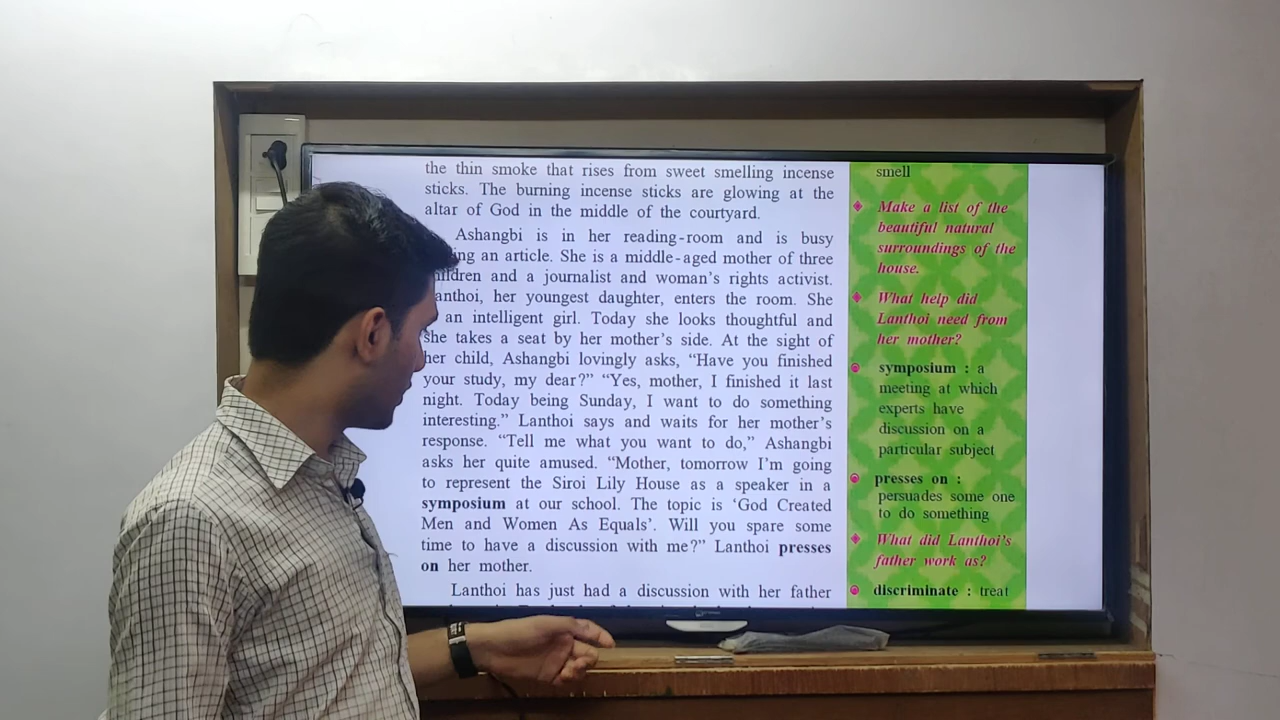 the thin smoke that rises from sweet smelling incense
sticks. The burning incense sticks are glowing at the
altar of God in the middle of the courtyard.
Ashangbi is in her reading-room and is busy
an article. She is a middle-aged mother of three
children and a journalist and woman's rights activist.
Lanthoi, her youngest daughter, enters the room. She
an intelligent girl. Today she looks thoughtful and
she takes a seat by her mother's side. At the sight of
her child, Ashangbi lovingly asks, “Have you finished
your study, my dear?” “Yes, mother, I finished it last
night. Today being Sunday, I want to do something
interesting.” Lanthoi says and waits for her mother's
response. “Tell me what you want to do,” Ashangbi
asks her quite amused. “Mother, tomorrow I'm going
to represent the Siroi Lily House as a speaker in a
symposium at our school. The topic is ‘God Created
Men and Women As Equals’. Will you spare some
time to have a discussion with me?” Lanthoi presses
on her mother.
Lanthoi has just had a discussion with her father
smell
Make a list of the
beautiful natural
surroundings of the
house.
What help did
Lanthoi need from
her mother?
symposium : a
meeting at which
experts have
discussion on a
particular subject
presses on :
persuades some one
to do something
What did Lanthoi's
father work as?
discriminate : treat